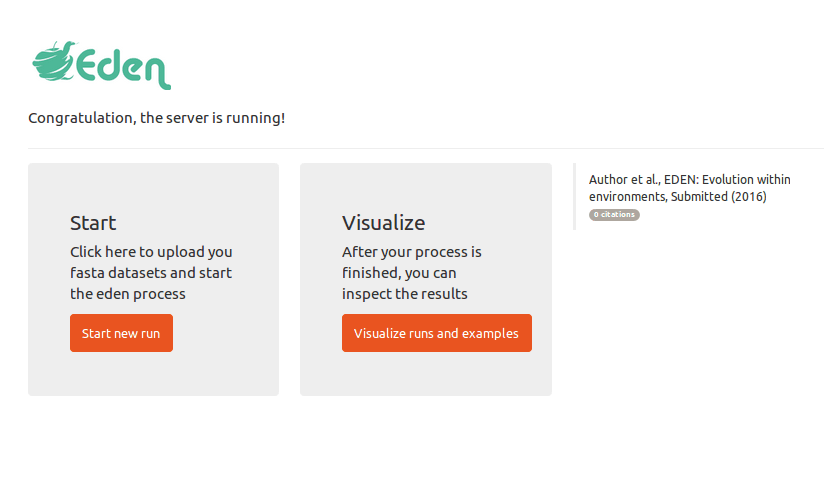 Eden
Congratulation, the server is running!
Start
Click here to upload you
fasta datasets and start
the eden process
Start new run
Visualize
After your process is
finished, you can
inspect the results
Visualize runs and examples
Author et al., EDEN: Evolution within
environments, Submitted (2016)
0 citations